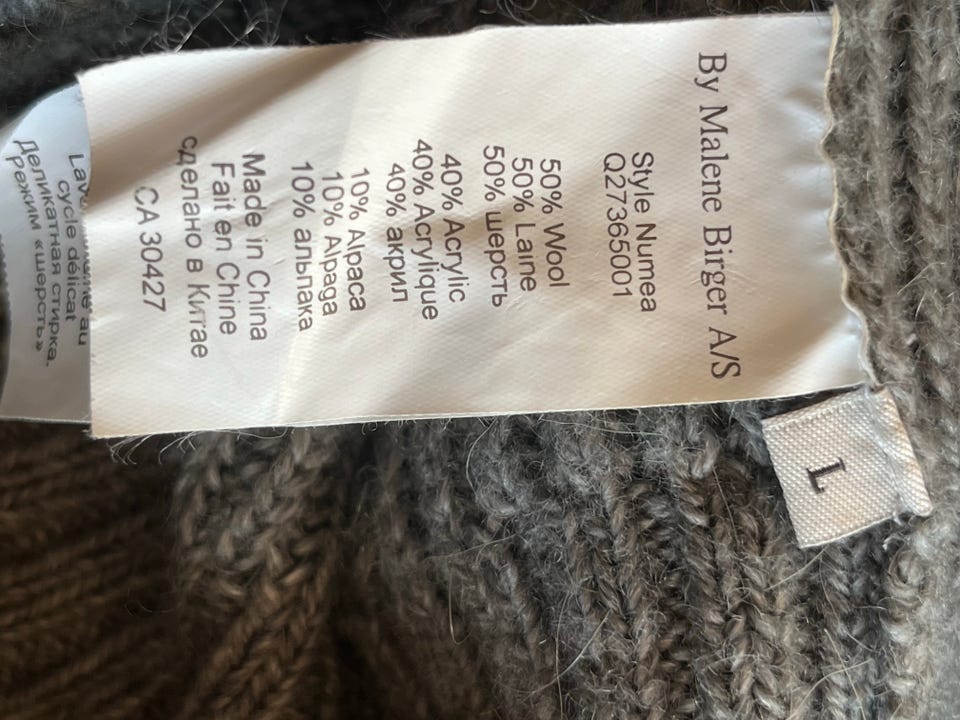 By Malene Birger A/S
Style Numea
Q27365001
50% Wool
50% Laine
50% шерсть
40% Acrylic
40% Acrylique
40% акрил
10% Alpaca
10% Alpaga
10% альпака
Made in China
Fait en Chine
сделано в Китае
CA 30427
L
au
cycle délicat
Деликатная стирка.
режим «шерсть»